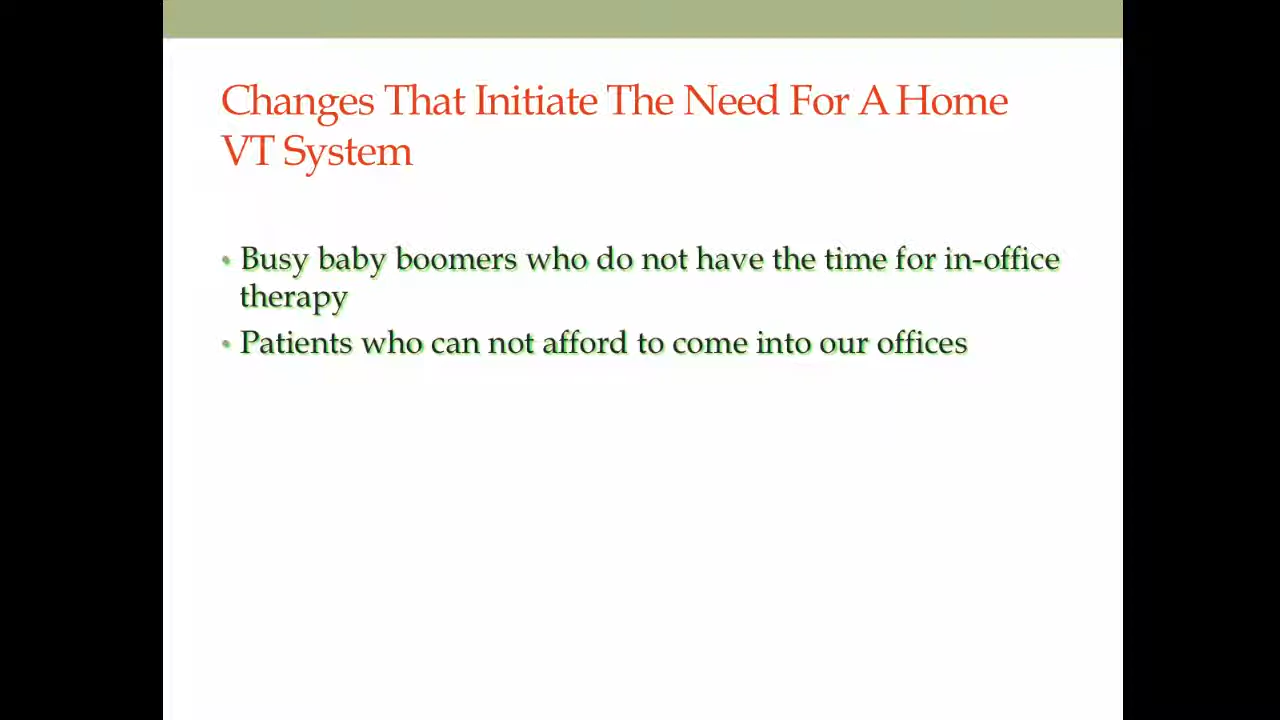 Changes That Initiate The Need For A Home
VT System
• Busy baby boomers who do not have the time for in-office
therapy
• Patients who can not afford to come into our offices